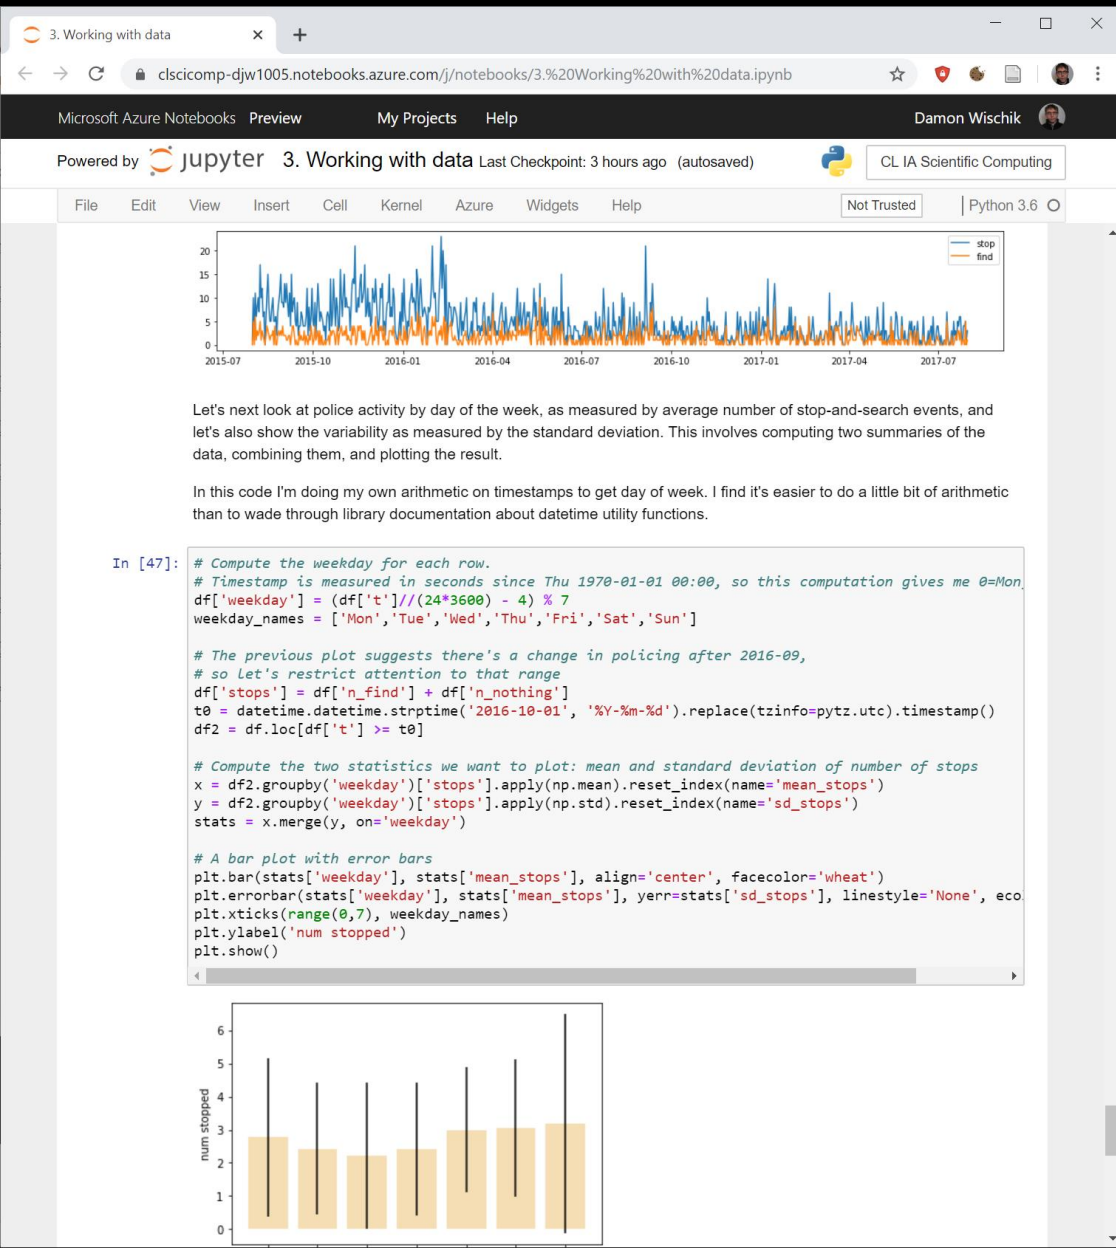 3. Working with data
clscicomp-djw1005.notebooks.azure.com/j/notebooks/3.%20Working%20with%20data.ipynb
Microsoft Azure Notebooks Preview My Projects Help Damon Wischik
Powered by jupyter 3. Working with data Last Checkpoint: 3 hours ago (autosaved) CL IA Scientific Computing
File Edit View Insert Cell Kernel Azure Widgets Help Not Trusted Python 3.6
20
15
10
5
0
stop
find
2015-07 2015-10 2016-01 2016-04 2016-07 2016-10 2017-01 2017-04 2017-07
Let's next look at police activity by day of the week, as measured by average number of stop-and-search events, and
let's also show the variability as measured by the standard deviation. This involves computing two summaries of the
data, combining them, and plotting the result.
In this code I'm doing my own arithmetic on timestamps to get day of week. I find it's easier to do a little bit of arithmetic
than to wade through library documentation about datetime utility functions.
In [47]:
# Compute the weekday for each row.
# Timestamp is measured in seconds since Thu 1970-01-01 00:00, so this computation gives me 0=Mon,
df['weekday'] = (df['t']//(24*3600) - 4) % 7
weekday_names = ['Mon','Tue','Wed','Thu','Fri','Sat','Sun']
# The previous plot suggests there's a change in policing after 2016-09,
# so let's restrict attention to that range
df['stops'] = df['n_find'] + df['n_nothing']
t0 = datetime.datetime.strptime('2016-10-01', '%Y-%m-%d').replace(tzinfo=pytz.utc).timestamp()
df2 = df.loc[df['t'] >= t0]
# Compute the two statistics we want to plot: mean and standard deviation of number of stops
x = df2.groupby('weekday')['stops'].apply(np.mean).reset_index(name='mean_stops')
y = df2.groupby('weekday')['stops'].apply(np.std).reset_index(name='sd_stops')
stats = x.merge(y, on='weekday')
# A bar plot with error bars
plt.bar(stats['weekday'], stats['mean_stops'], align='center', facecolor='wheat')
plt.errorbar(stats['weekday'], stats['mean_stops'], yerr=stats['sd_stops'], linestyle='None', eco
plt.xticks(range(0,7), weekday_names)
plt.ylabel('num stopped')
plt.show()
6
5
4
3
2
1
0
num stopped